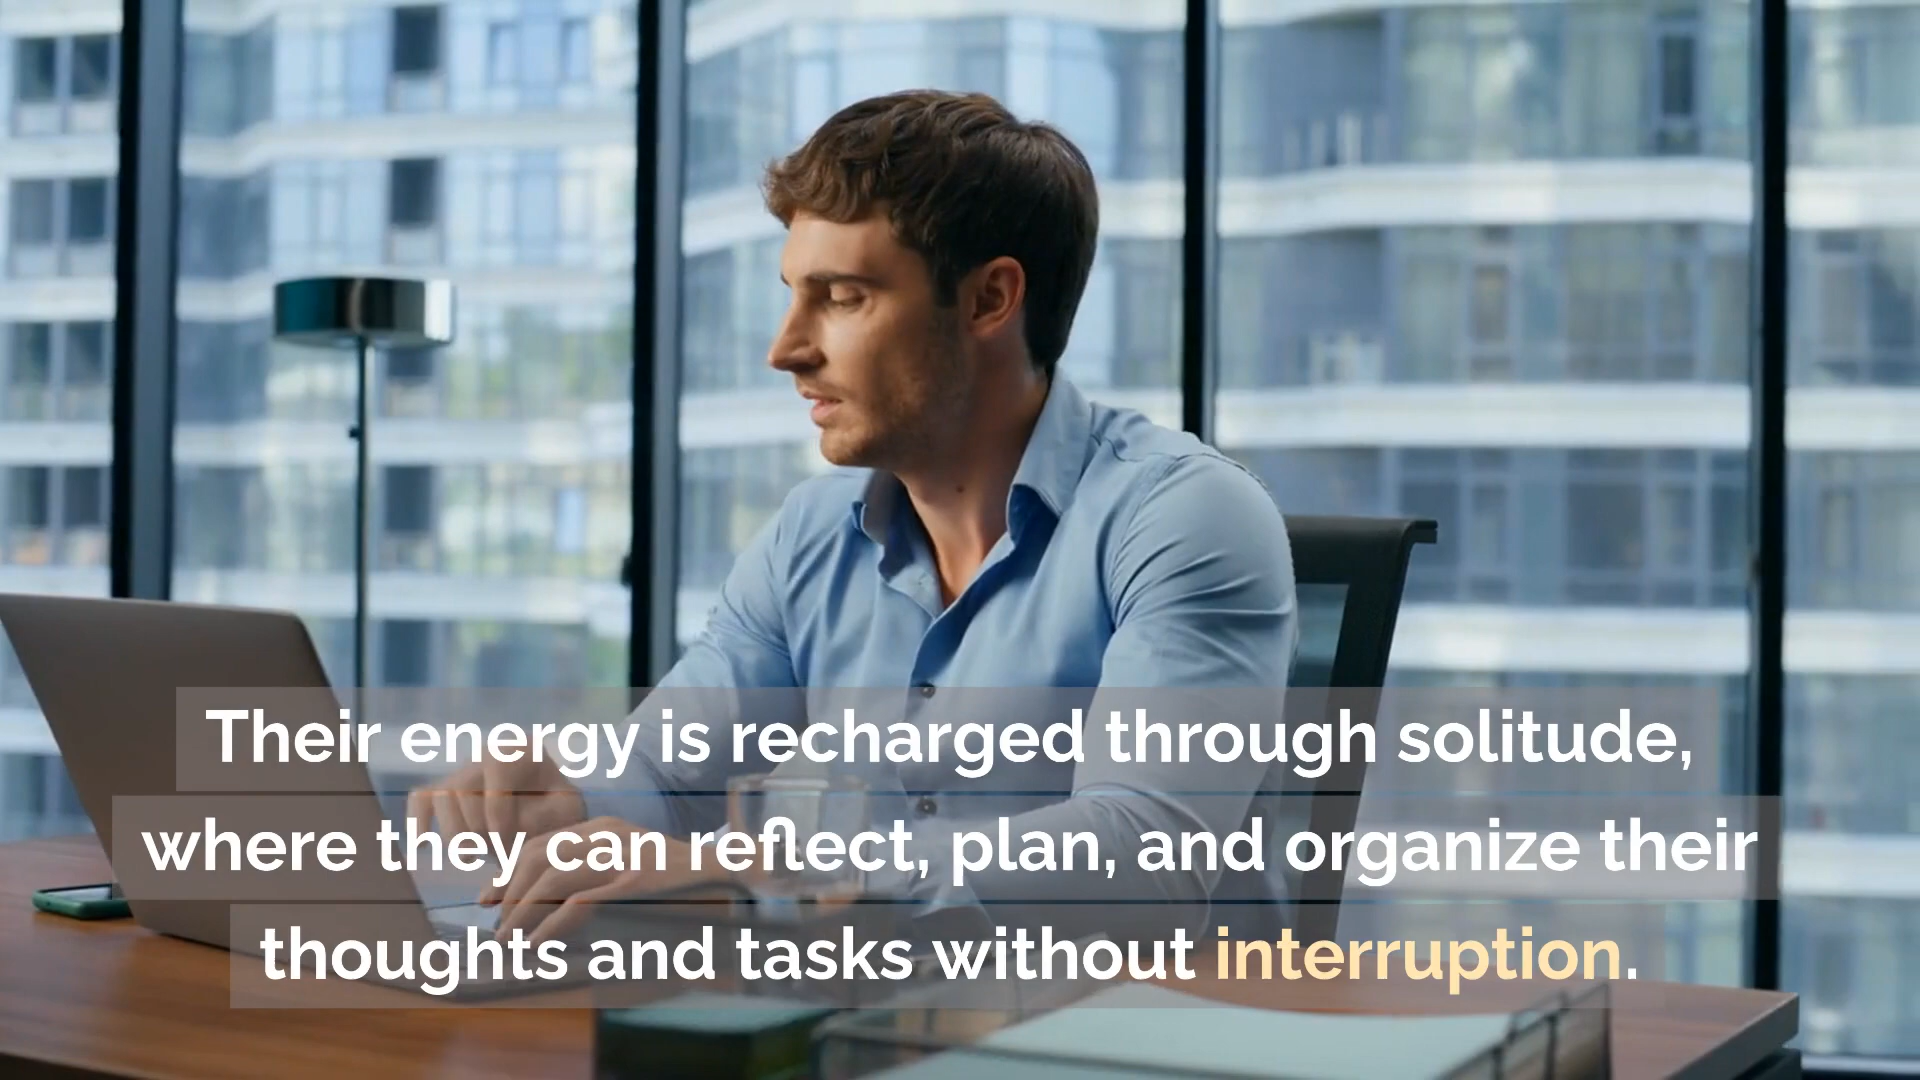 Their energy is recharged through solitude,
where they can reflect, plan, and organize their
thoughts and tasks without interruption.